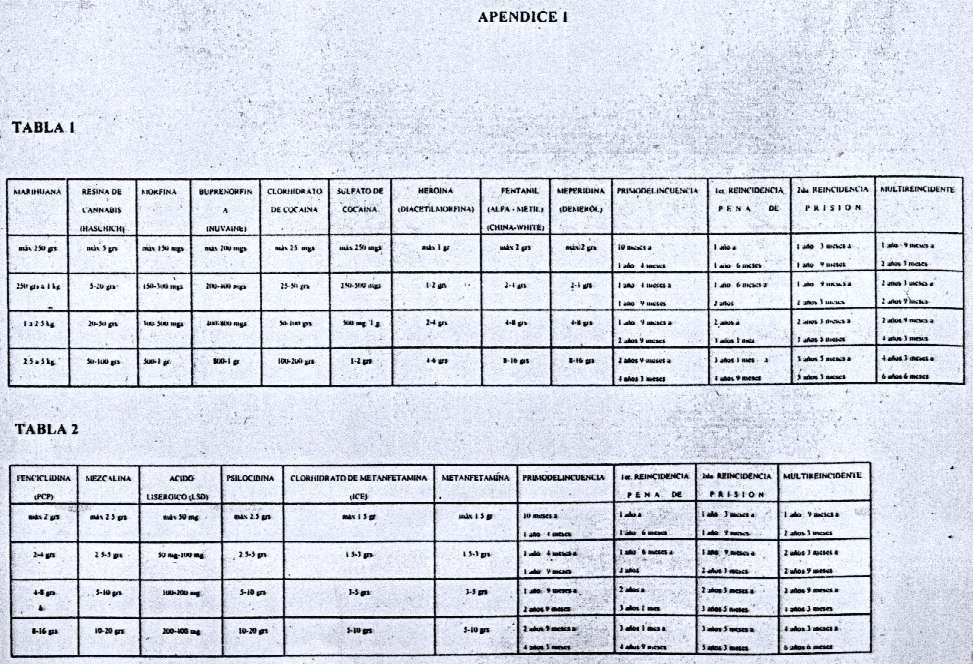 APENDICE 1
TABLA 1
MARIHUANA RESINA DE CANNABIS (HASCHICH) MORFINA BUPRENORFIN A (NUVAINE) CLORHIDRATO DE COCAINA SULFATO DE COCAINA HEROINA (DIACETILMORFINA) FENTANIL (ALFA - METIL) (CHINA-WHITE) MEPERIDINA (DEMEROL) PRIMODELINCUENCIA 1er. REINCIDENCIA 2da. REINCIDENCIA MULTIREINCIDENTE
PENA DE PRISION
máx 250 grs máx 5 grs máx 150 mgs máx 200 mgs máx 25 mgs máx 250 mgs máx 1 gr máx 2 grs máx 2 grs 10 meses a 1 año a 1 año 3 meses a 1 año 9 meses a
1 año 4 meses 1 año 6 meses 1 año 9 meses 2 años 3 meses
250 grs a 1 kg 5-20 grs 150-300 mgs 200-400 mgs 25-50 grs 250-500 mgs 1-2 grs 2-4 grs 2-4 grs 1 año 4 meses a 1 año 6 meses a 1 año 9 meses a 2 años 3 meses a
1 año 9 meses 2 años 2 años 3 meses 2 años 9 meses
1 a 2.5 kg 20-50 grs 300-500 mgs 400-800 mgs 50-100 grs 500 mg 1 g 2-4 grs 4-8 grs 4-8 grs 1 año 9 meses a 2 años a 2 años 3 meses a 2 años 9 meses a
2 años 9 meses 3 años 1 mes 3 años 5 meses 4 años 3 meses
2.5 a 5 kg 50-100 grs 500-1 gr 800-1 gr 100-200 grs 1-2 grs 4-6 grs 8-16 grs 8-16 grs 2 años 9 meses a 3 años 1 mes a 3 años 5 meses a 4 años 3 meses a
4 años 3 meses 4 años 9 meses 5 años 3 meses 6 años 6 meses
TABLA 2
FENCICLIDINA (PCP) MEZCALINA ACIDO LISERGICO (LSD) PSILOCIBINA CLORHIDRATO DE METANFETAMINA (ICE) METANFETAMINA PRIMODELINCUENCIA 1er. REINCIDENCIA 2da. REINCIDENCIA MULTIREINCIDENTE
PENA DE PRISION
máx 2 grs máx 2.5 grs máx 50 mg máx 2.5 grs máx 1.5 gr máx 1.5 gr 10 meses a 1 año a 1 año 3 meses a 1 año 9 meses a
1 año 4 meses 1 año 6 meses 1 año 9 meses 2 años 3 meses
2-4 grs 2.5-5 grs 50 mg-100 mg 2.5-5 grs 1.5-3 grs 1.5-3 grs 1 año 4 meses a 1 año 6 meses a 1 año 9 meses a 2 años 3 meses a
1 año 9 meses 2 años 2 años 3 meses 2 años 9 meses
4-8 grs 5-10 grs 100-200 mg 5-10 grs 3-5 grs 3-5 grs 1 año 9 meses a 2 años a 2 años 3 meses a 2 años 9 meses a
2 años 9 meses 3 años 1 mes 3 años 5 meses 4 años 3 meses
8-16 grs 10-20 grs 200-400 mg 10-20 grs 5-10 grs 5-10 grs 2 años 9 meses a 3 años 1 mes a 3 años 5 meses a 4 años 3 meses a
4 años 3 meses 4 años 9 meses 5 años 3 meses 6 años 6 meses